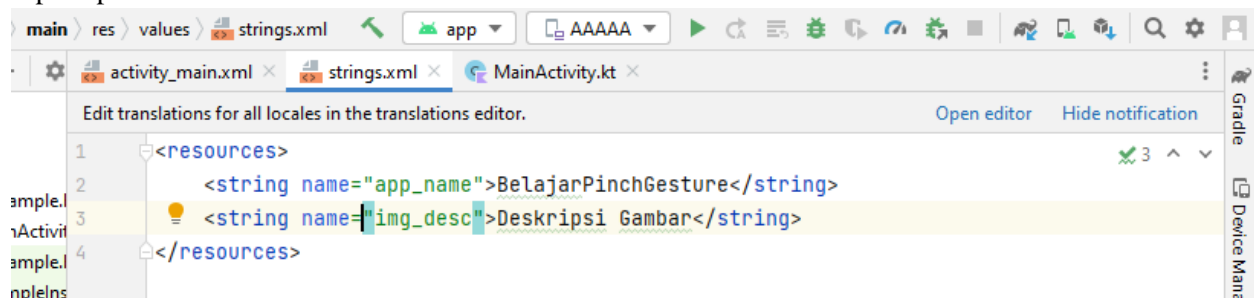 main res values strings.xml app AAAAA
activity_main.xml strings.xml MainActivity.kt
Edit translations for all locales in the translations editor. Open editor Hide notification
1 <resources> 3
2 <string name="app_name">BelajarPinchGesture</string>
3 <string name="img_desc">Deskripsi Gambar</string>
4 </resources>
Gradle
Device Mana